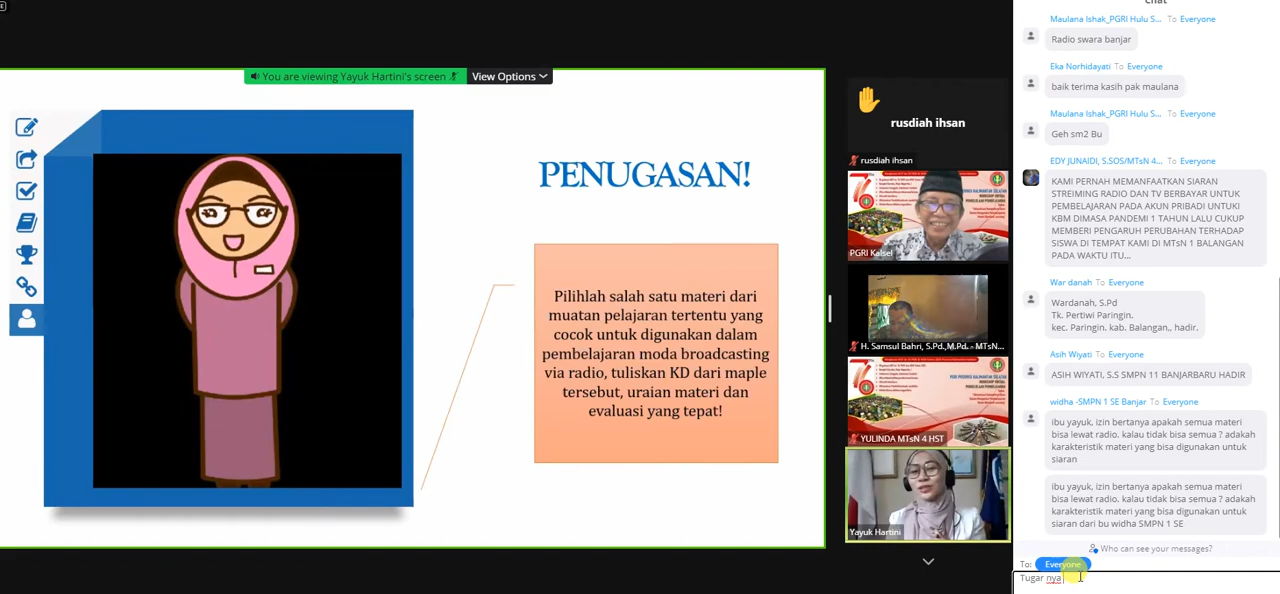 You are viewing Yayuk Hartini's screen
View Options
PENUGASAN!
Pilihlah salah satu materi dari
muatan pelajaran tertentu yang
cocok untuk digunakan dalam
pembelajaran moda broadcasting
via radio, tuliskan KD dari maple
tersebut, uraian materi dan
evaluasi yang tepat!
rusdiah ihsan
rusdiah ihsan
PGRI Kalsel
H. Samsul Bahri, S.Pd.,M.Pd. - MTsN...
YULINDA MTsN 4 HST
Yayuk Hartini
Chat
Maulana Ishak_PGRI Hulu S... To Everyone
Radio swara banjar
Eka Norhidayati To Everyone
baik terima kasih pak maulana
Maulana Ishak_PGRI Hulu S... To Everyone
Geh sm2 Bu
EDY JUNAIDI, S.SOS/MTsN 4... To Everyone
KAMI PERNAH MEMANFAATKAN SIARAN
STREIMING RADIO DAN TV BERBAYAR UNTUK
PEMBELAJARAN PADA AKUN PRIBADI UNTUKI
KBM DIMASA PANDEMI 1 TAHUN LALU CUKUP
MEMBERI PENGARUH PERUBAHAN TERHADAP
SISWA DI TEMPAT KAMI DI MTsN 1 BALANGAN
PADA WAKTU ITU...
War danah To Everyone
Wardanah, S.Pd
Tk. Pertiwi Paringin.
kec. Paringin. kab. Balangan,, hadir.
Asih Wiyati To Everyone
ASIH WIYATI, S.S SMPN 11 BANJARBARU HADIR
widha -SMPN 1 SE Banjar To Everyone
ibu yayuk, izin bertanya apakah semua materi
bisa lewat radio. kalau tidak bisa semua ? adakah
karakteristik materi yang bisa digunakan untuk
siaran
ibu yayuk, izin bertanya apakah semua materi
bisa lewat radio. kalau tidak bisa semua ? adakah
karakteristik materi yang bisa digunakan untuk
siaran dari bu widha SMPN 1 SE
Who can see your messages?
To: Everyone
Tugar nya